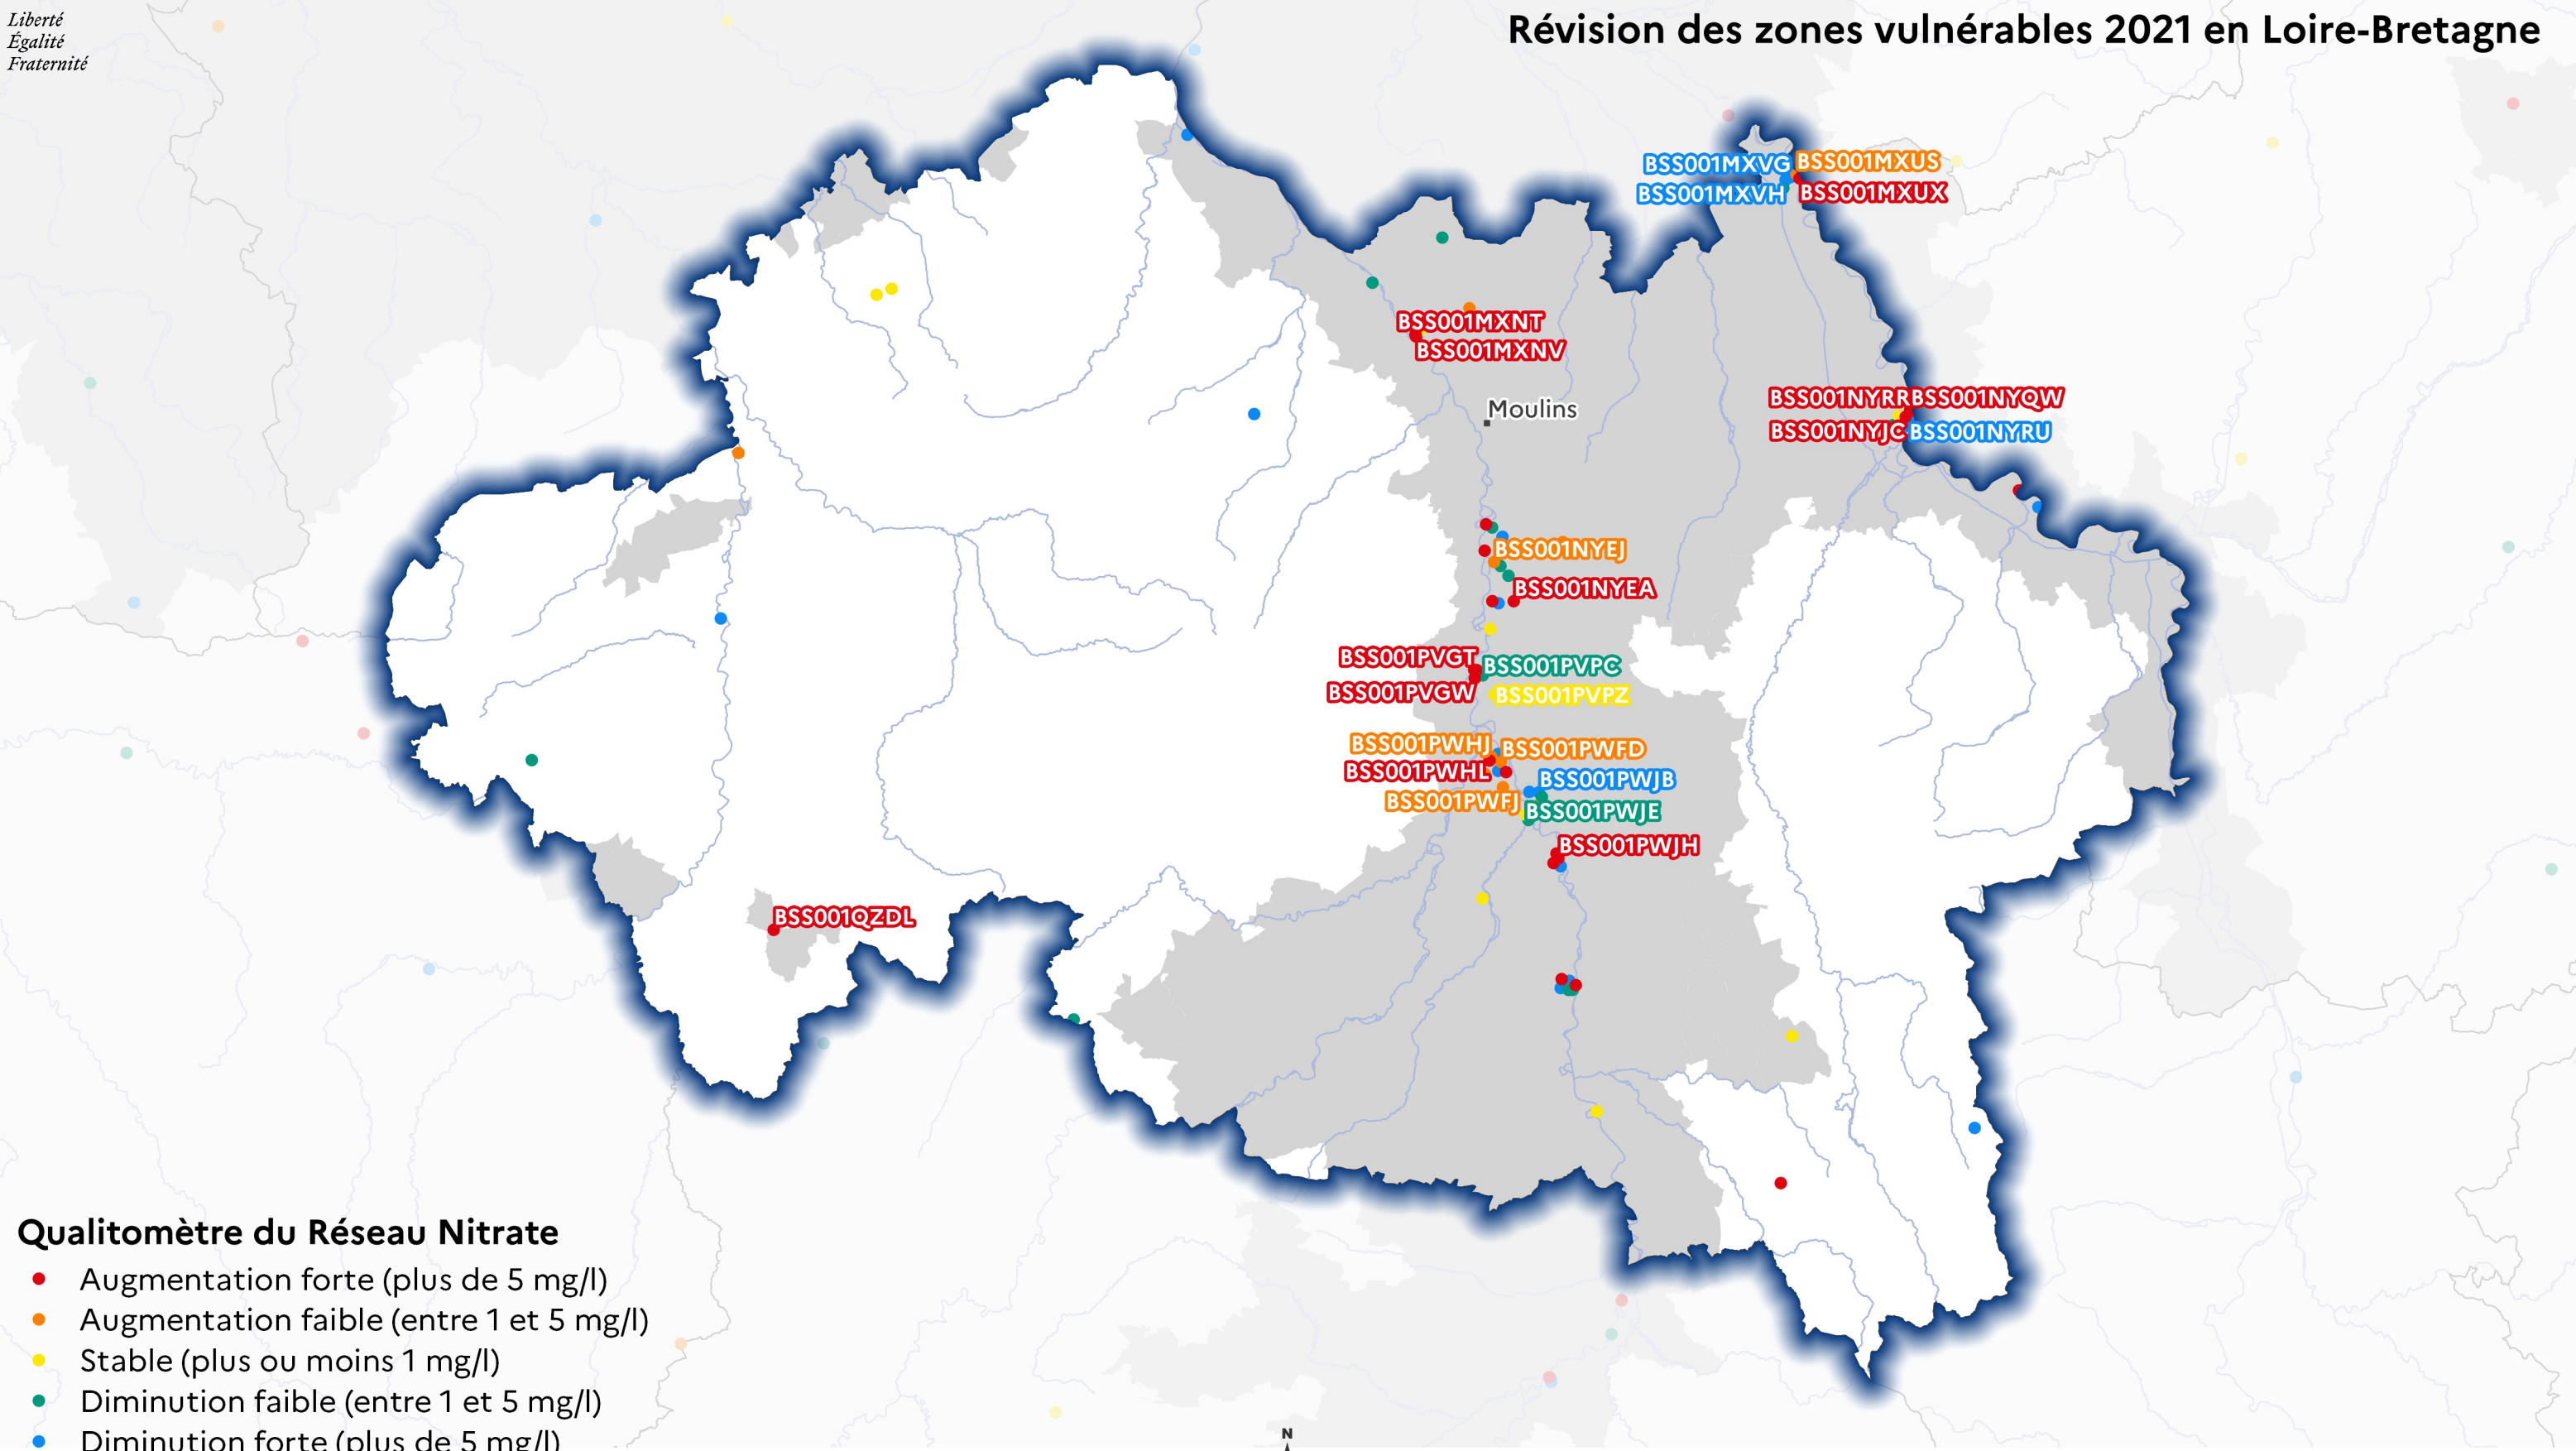 Liberté
Égalité
Fraternité
Révision des zones vulnérables 2021 en Loire-Bretagne
BSS001MXVG BSS001MXUS
BSS001MXVH BSS001MXUX
BSS001MXNT
BSS001MXNV
BSS001NYRR BSS001NYQW
Moulins
BSS001NYJC BSS001NYRU
BSS001NYEJ
BSS001NYEA
BSS001PVGT BSS001PVPC
BSS001PVGW BSS001PVPZ
BSS001PWHJ BSS001PWFD
BSS001PWHL BSS001PWJB
BSS001PWFJ BSS001PWJE
BSS001PWJH
BSS001QZDL
Qualitomètre du Réseau Nitrate
Augmentation forte (plus de 5 mg/l)
Augmentation faible (entre 1 et 5 mg/l)
Stable (plus ou moins 1 mg/l)
Diminution faible (entre 1 et 5 mg/l)
Diminution forte (plus de 5 mg/l)
N